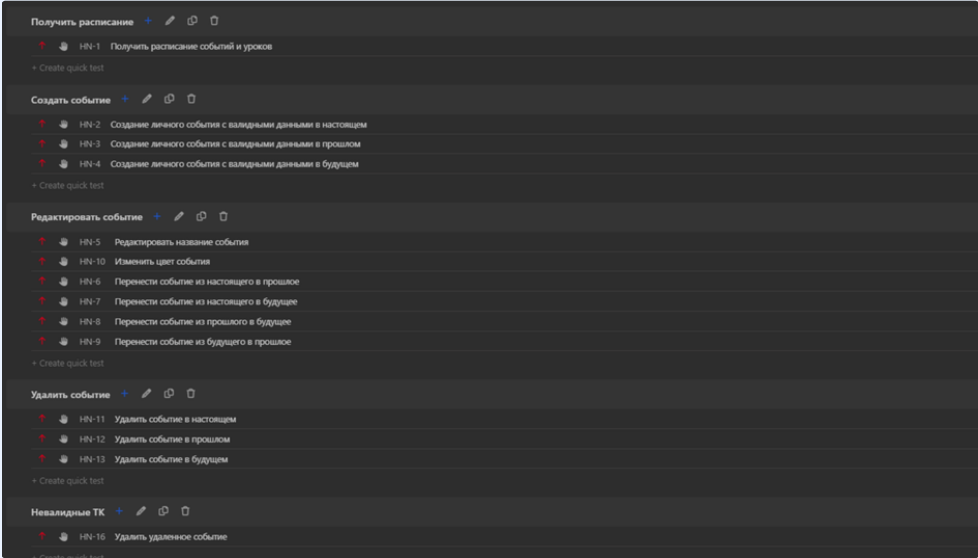 Получить расписание
HN-1 Получить расписание событий и уроков
+ Create quick test
Создать событие
HN-2 Создание личного события с валидными данными в настоящем
HN-3 Создание личного события с валидными данными в прошлом
HN-4 Создание личного события с валидными данными в будущем
+ Create quick test
Редактировать событие
HN-5 Редактировать название события
HN-10 Изменить цвет события
HN-6 Перенести событие из настоящего в прошлое
HN-7 Перенести событие из настоящего в будущее
HN-8 Перенести событие из прошлого в будущее
HN-9 Перенести событие из будущего в прошлое
+ Create quick test
Удалить событие
HN-11 Удалить событие в настоящем
HN-12 Удалить событие в прошлом
HN-13 Удалить событие в будущем
+ Create quick test
Невалидные ТК
HN-16 Удалить удаленное событие
+ Create quick test